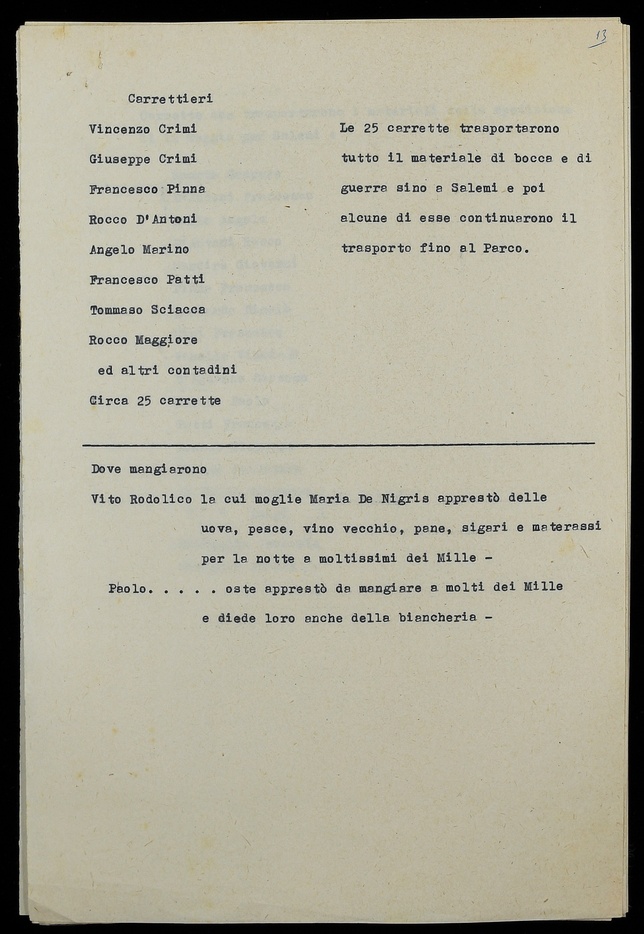 13
Carrettieri
Vincenzo Crimi
Giuseppe Crimi
Francesco Pinna
Rocco D'Antoni
Angelo Marino
Francesco Patti
Tommaso Sciacca
Rocco Maggiore
ed altri contadini
Circa 25 carrette
Le 25 carrette trasportarono
tutto il materiale di bocca e di
guerra sino a Salemi e poi
alcune di esse continuarono il
trasporto fino al Parco.
Dove mangiarono
Vito Rodolico la cui moglie Maria De Nigris apprestò delle
uova, pesce, vino vecchio, pane, sigari e materassi
per la notte a moltissimi dei Mille -
Paolo. . . . . oste apprestò da mangiare a molti dei Mille
e diede loro anche della biancheria -